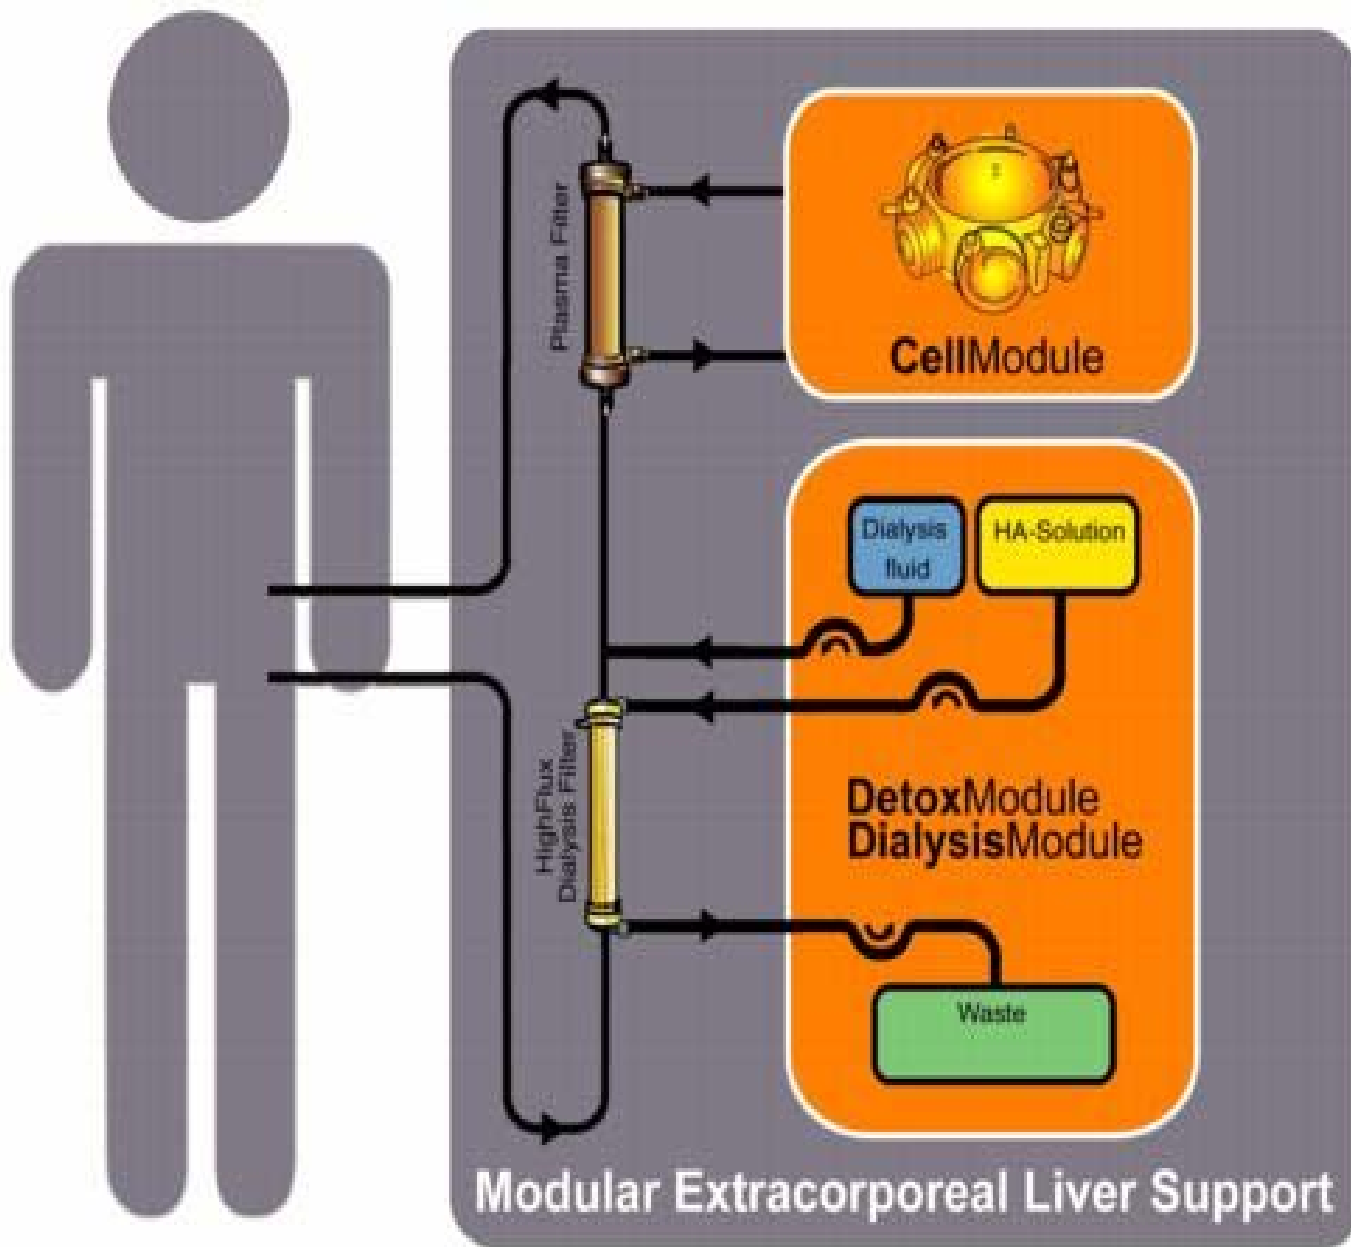 Plasma Filter
CellModule
Dialysis
fluid
HA-Solution
HighFlux
Dialysis Filter
DetoxModule
DialysisModule
Waste
Modular Extracorporeal Liver Support